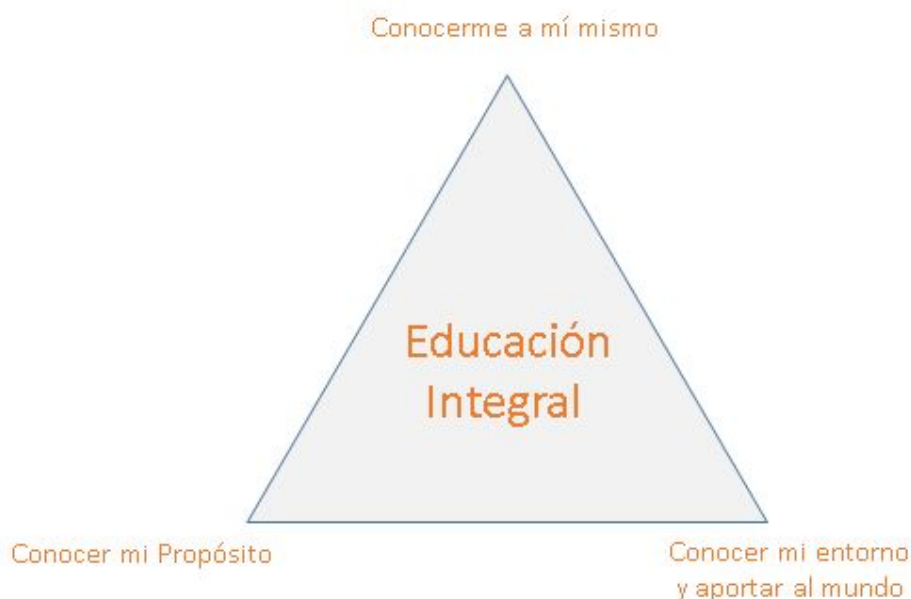 Conocerme a mí mismo
Educación
Integral
Conocer mi Propósito
Conocer mi entorno
y aportar al mundo